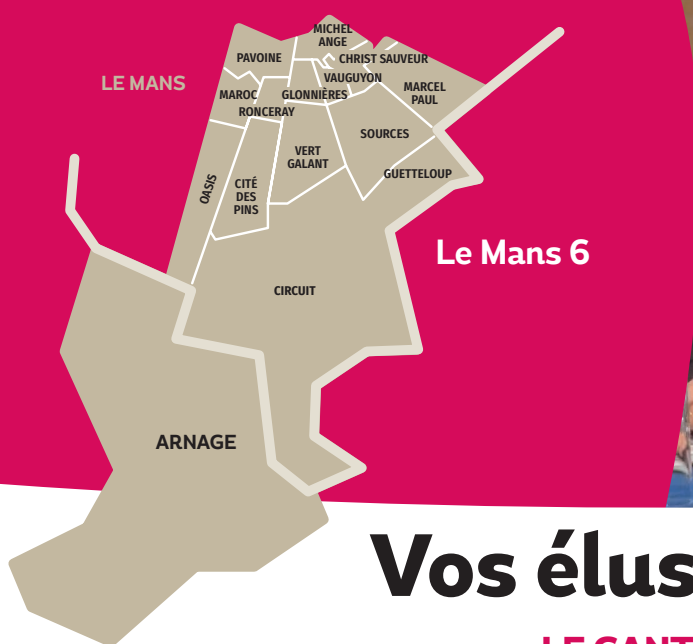 MICHEL
ANGE
PAVOINE
CHRIST SAUVEUR
LE MANS
VAUGUYON
MAROC
GLONNIÈRES
MARCEL
PAUL
RONCERAY
SOURCES
VERT
GALANT
GUETTELOUP
OASIS
CITÉ
DES
PINS
Le Mans 6
CIRCUIT
ARNAGE
Vos élus